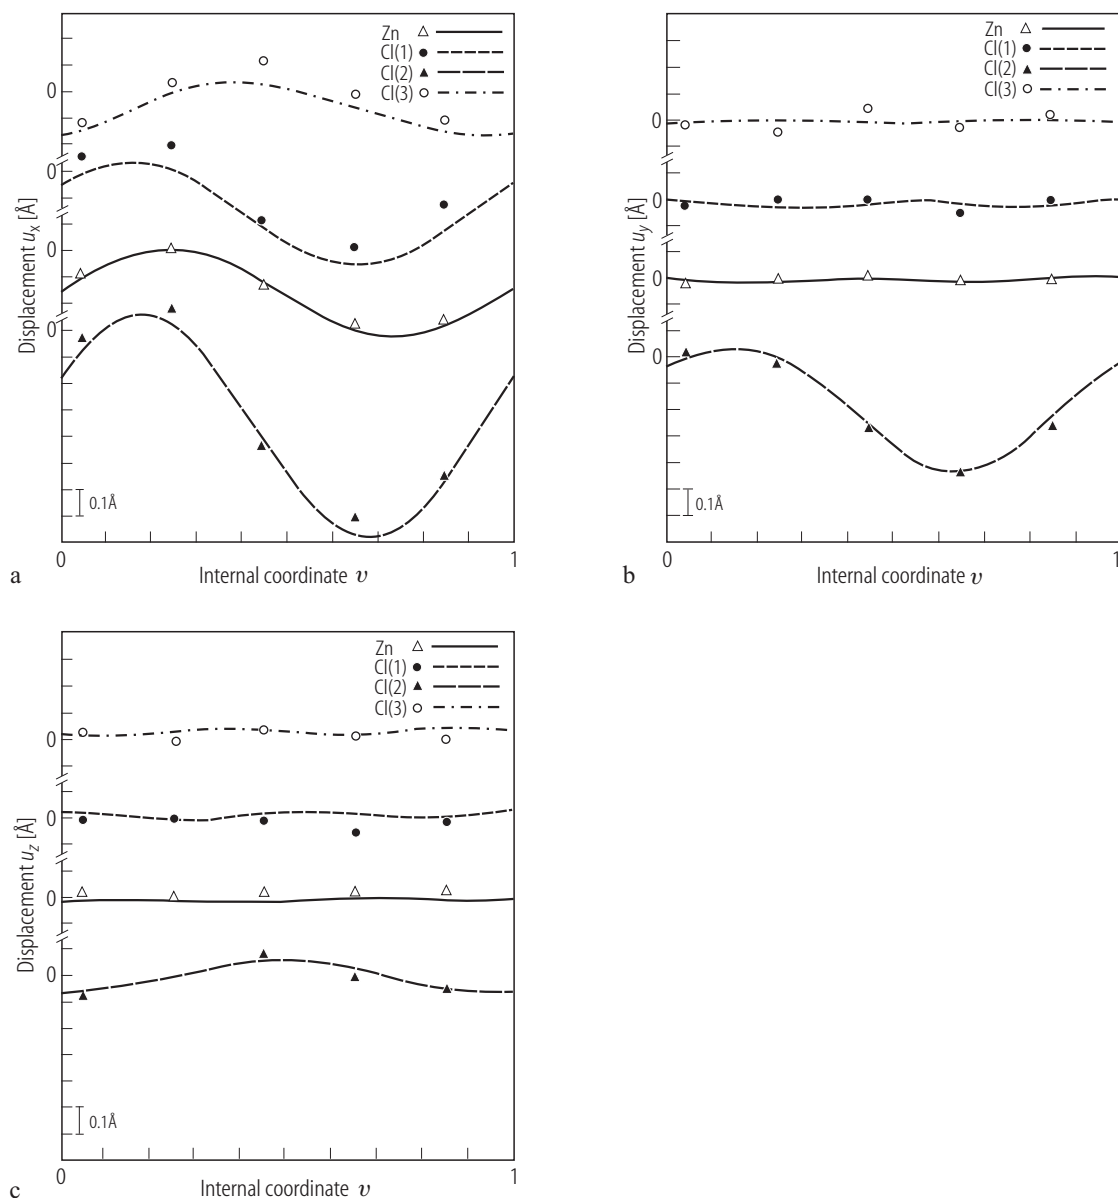 Zn
Cl(1)
Cl(2)
Cl(3)
0
0
0
0
Displacement uₓ [Å]
0.1Å
0
1
Internal coordinate v
a
Zn
Cl(1)
Cl(2)
Cl(3)
0
0
0
0
Displacement u_y [Å]
0.1Å
0
1
Internal coordinate v
b
Zn
Cl(1)
Cl(2)
Cl(3)
0
0
0
0
Displacement u_z [Å]
0.1Å
0
1
Internal coordinate v
c